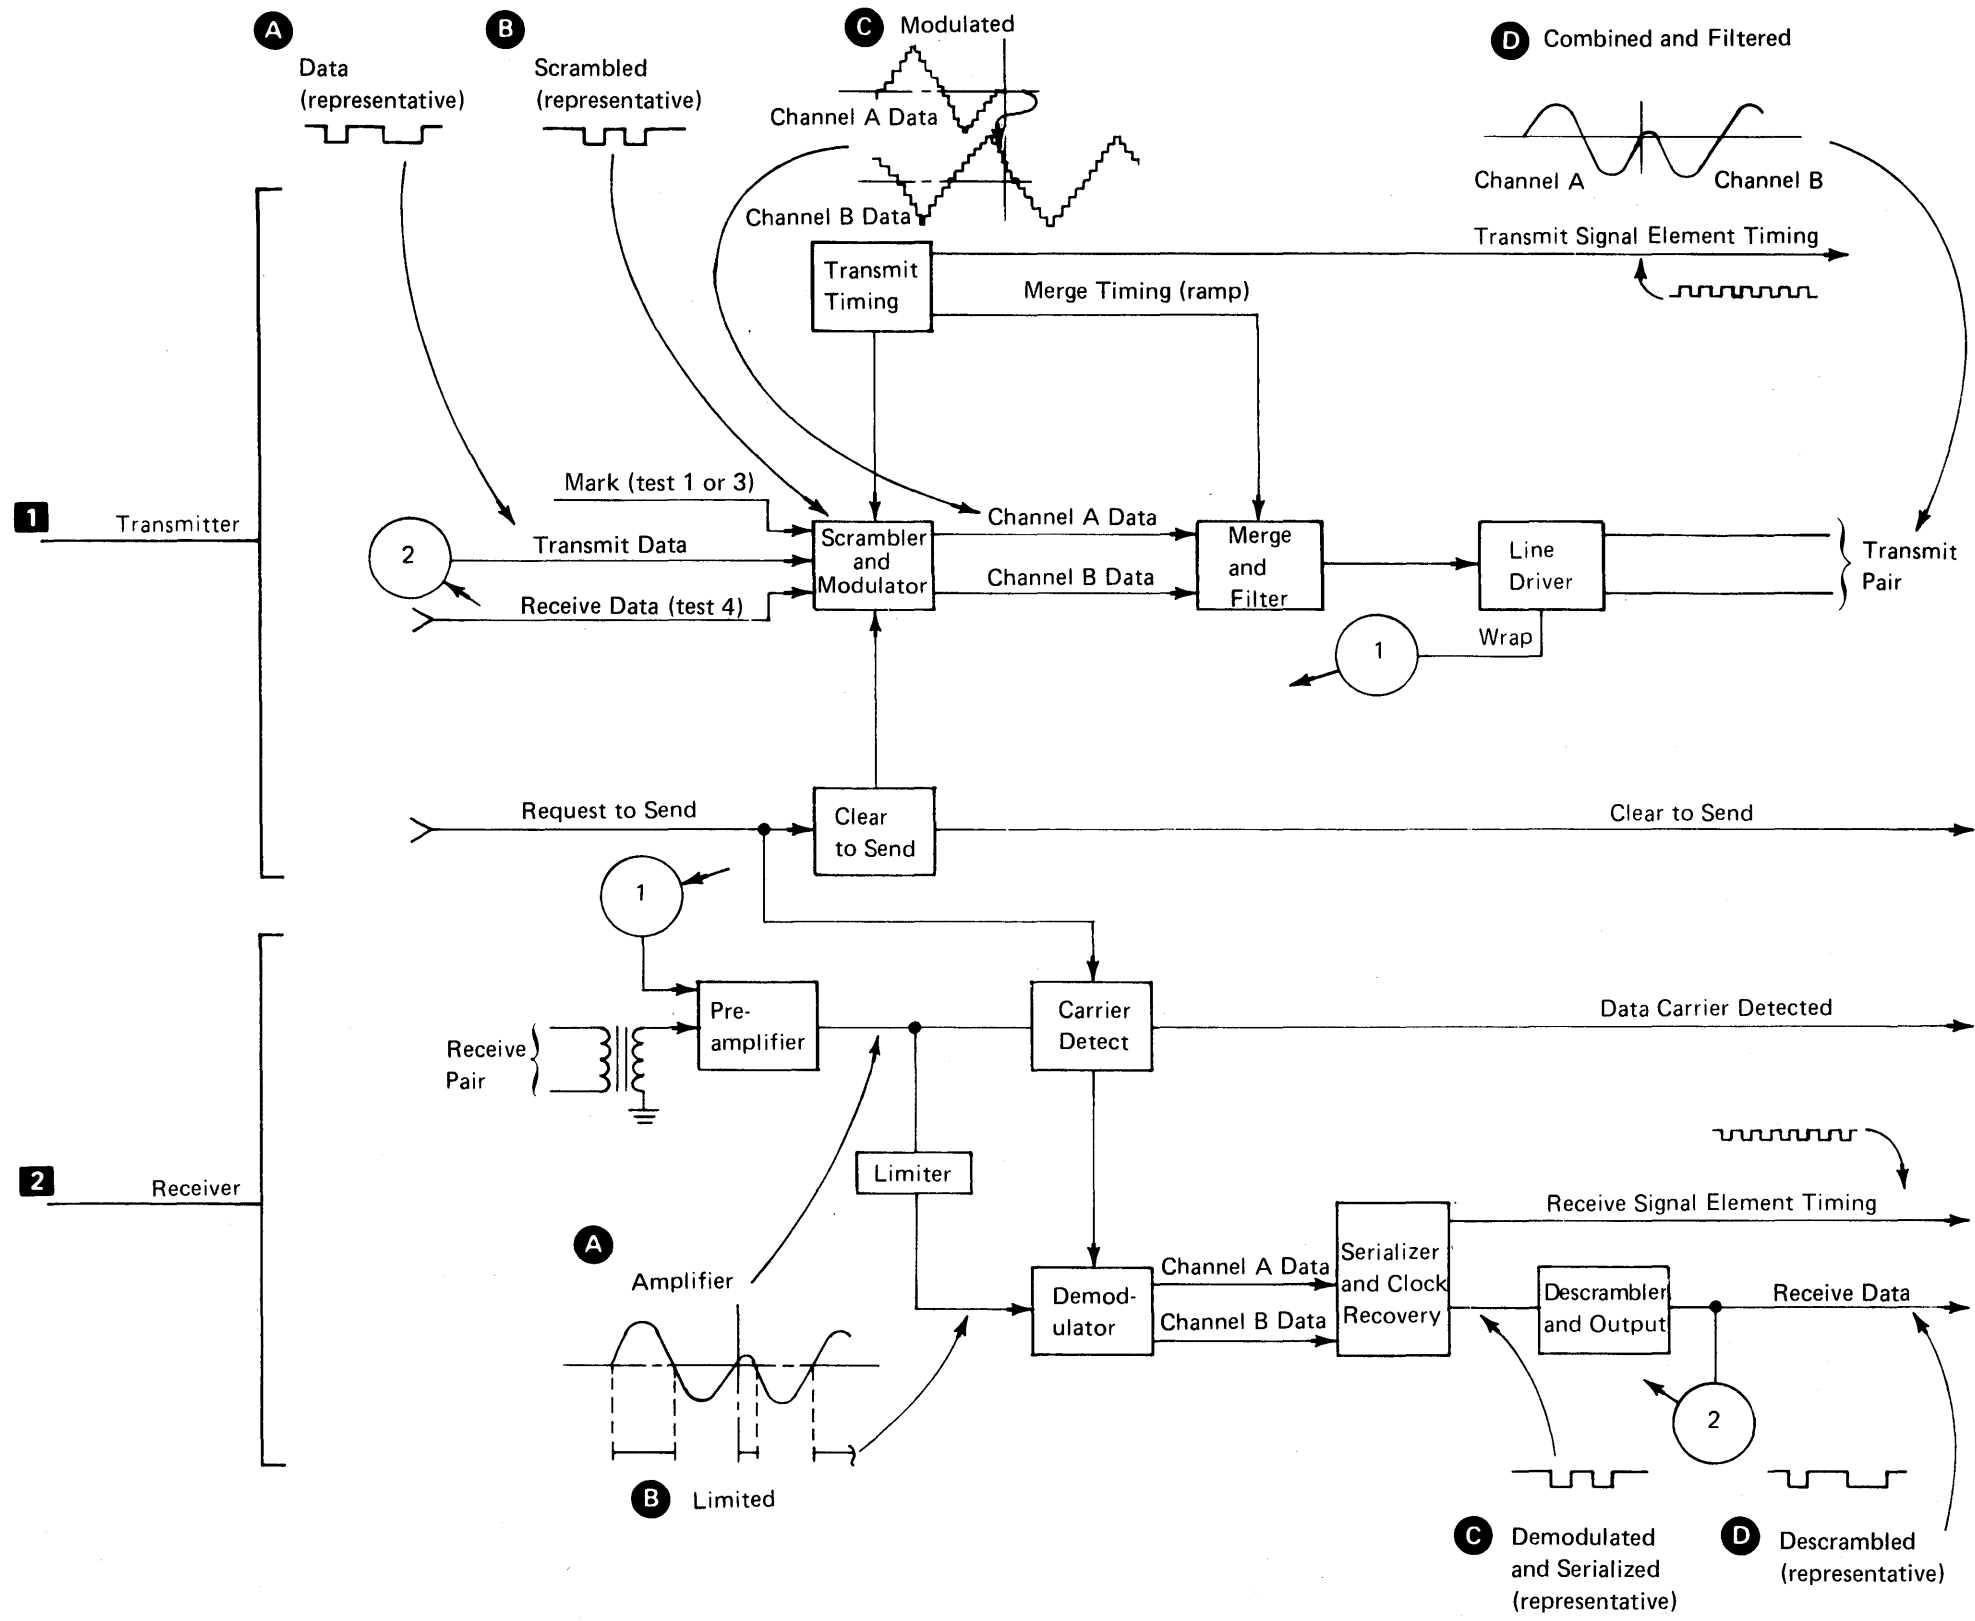 A
Data
(representative)
B
Scrambled
(representative)
C
Modulated
Channel A Data
Channel B Data
D
Combined and Filtered
Channel A
Channel B
Transmit Signal Element Timing
Transmit
Timing
Merge Timing (ramp)
1
Transmitter
Mark (test 1 or 3)
2
Transmit Data
Receive Data (test 4)
Scrambler
and
Modulator
Channel A Data
Channel B Data
Merge
and
Filter
Line
Driver
Transmit
Pair
Wrap
1
Request to Send
Clear
to Send
Clear to Send
1
Receive
Pair
Pre-
amplifier
Carrier
Detect
Data Carrier Detected
2
Receiver
Limiter
Receive Signal Element Timing
A
Amplifier
Demod-
ulator
Channel A Data
Channel B Data
Serializer
and Clock
Recovery
Descrambler
and Output
Receive Data
2
B
Limited
C
Demodulated
and Serialized
(representative)
D
Descrambled
(representative)